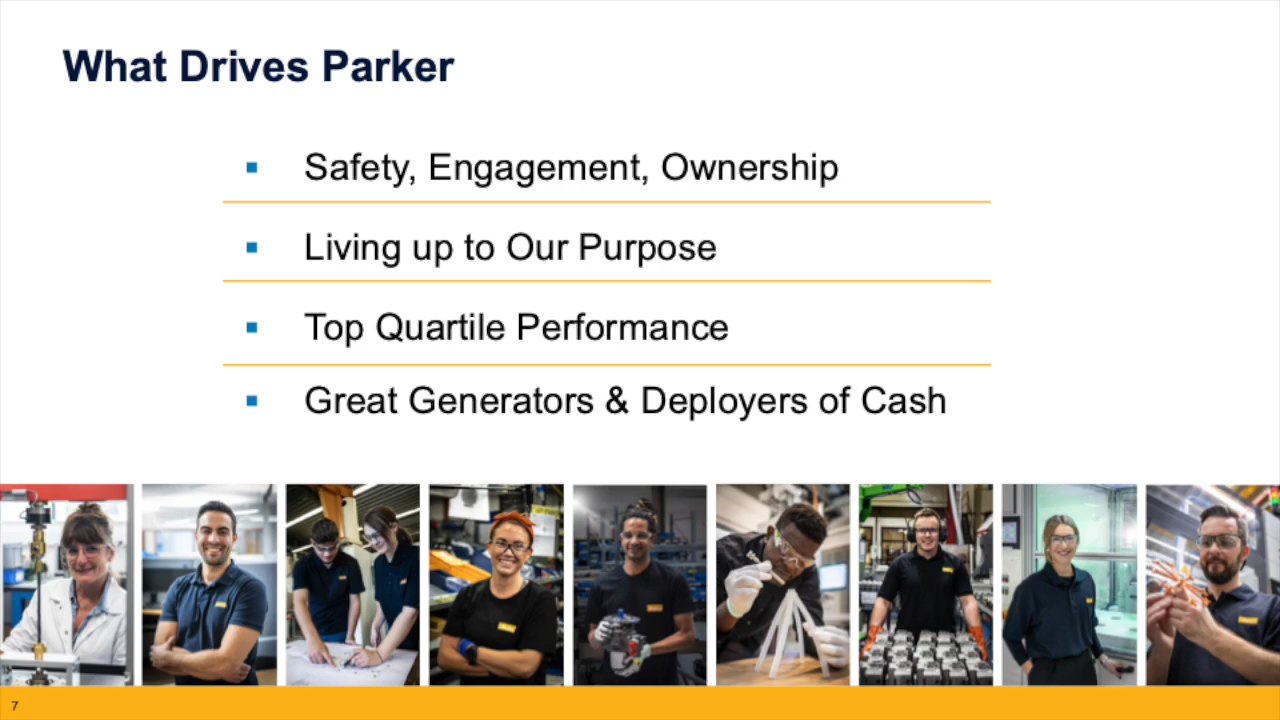 What Drives Parker
▪ Safety, Engagement, Ownership
▪ Living up to Our Purpose
▪ Top Quartile Performance
▪ Great Generators & Deployers of Cash
7